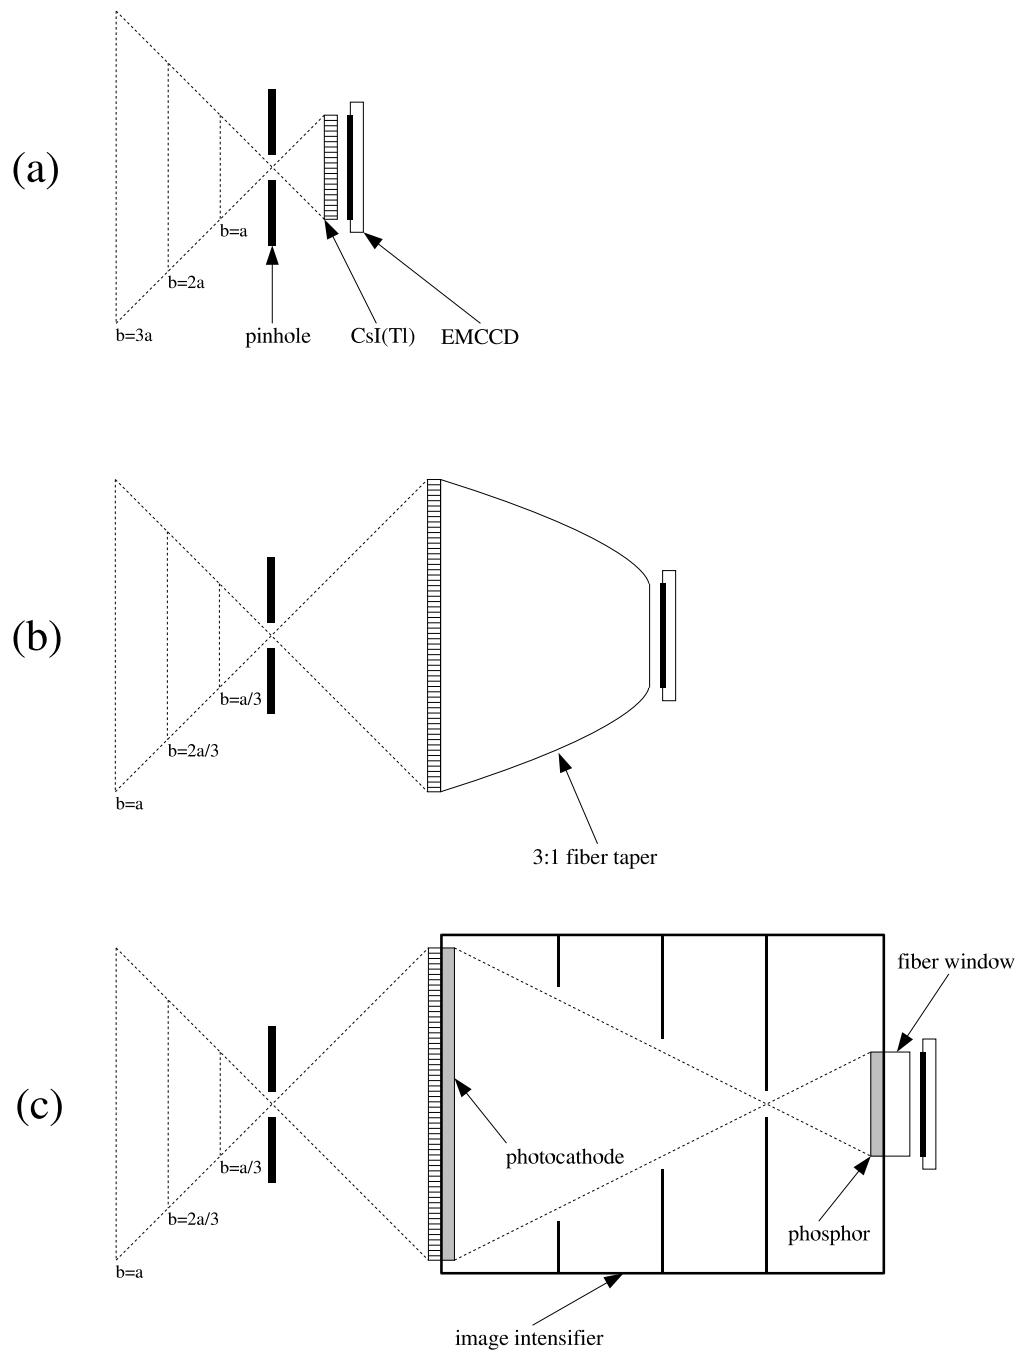 (a)
b=a
b=2a
b=3a
pinhole
CsI(Tl)
EMCCD
(b)
b=a/3
b=2a/3
b=a
3:1 fiber taper
(c)
fiber window
photocathode
b=a/3
b=2a/3
phosphor
b=a
image intensifier